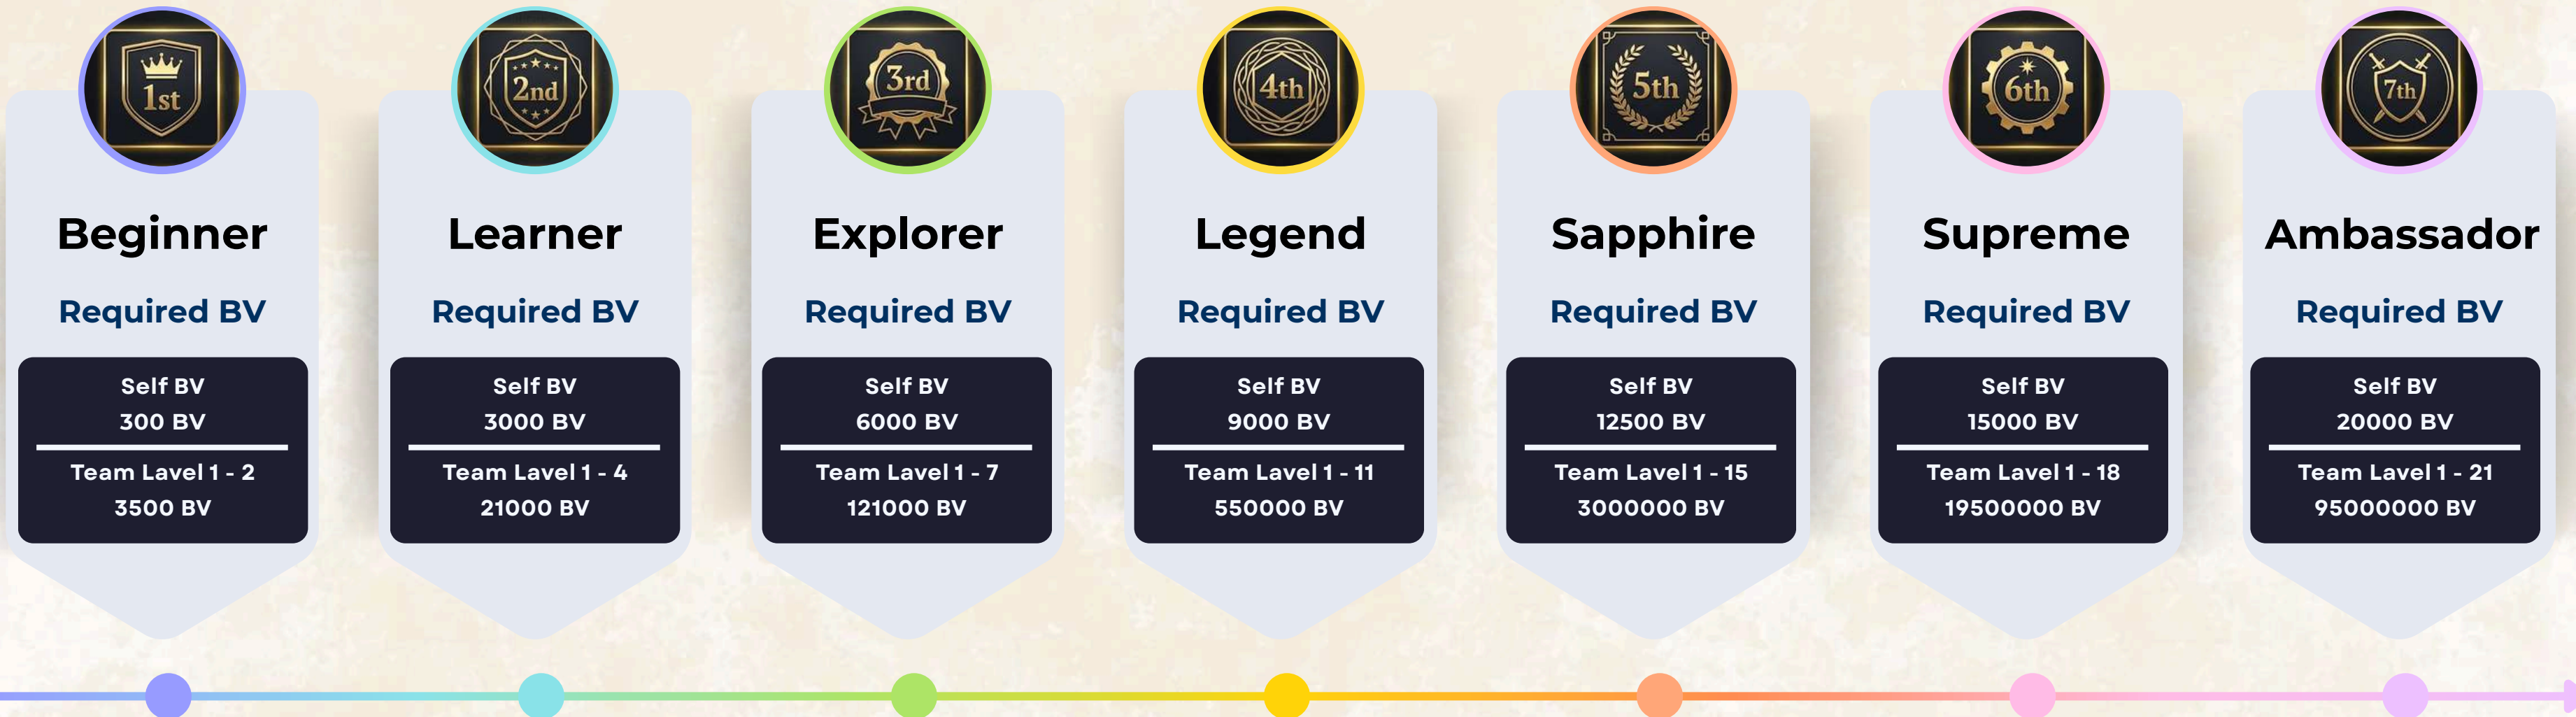 1st
Beginner
Required BV
Self BV
300 BV
Team Lavel 1 - 2
3500 BV
2nd
Learner
Required BV
Self BV
3000 BV
Team Lavel 1 - 4
21000 BV
3rd
Explorer
Required BV
Self BV
6000 BV
Team Lavel 1 - 7
121000 BV
4th
Legend
Required BV
Self BV
9000 BV
Team Lavel 1 - 11
550000 BV
5th
Sapphire
Required BV
Self BV
12500 BV
Team Lavel 1 - 15
3000000 BV
6th
Supreme
Required BV
Self BV
15000 BV
Team Lavel 1 - 18
19500000 BV
7th
Ambassador
Required BV
Self BV
20000 BV
Team Lavel 1 - 21
95000000 BV